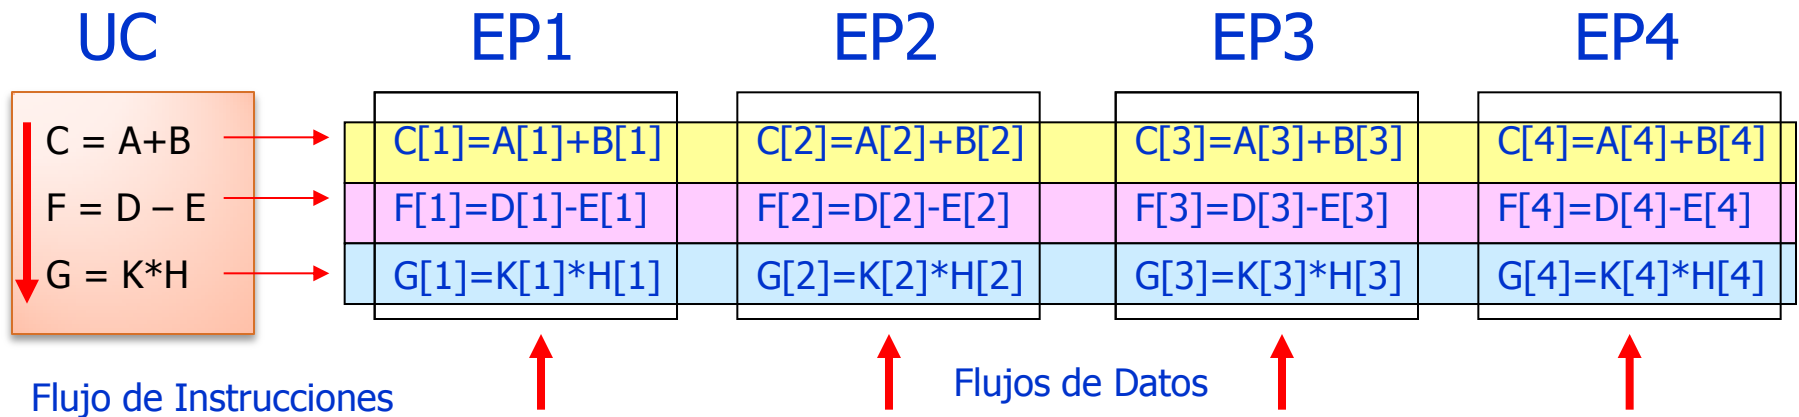 UC EP1 EP2 EP3 EP4
C = A+B C[1]=A[1]+B[1] C[2]=A[2]+B[2] C[3]=A[3]+B[3] C[4]=A[4]+B[4]
F = D – E F[1]=D[1]-E[1] F[2]=D[2]-E[2] F[3]=D[3]-E[3] F[4]=D[4]-E[4]
G = K*H G[1]=K[1]*H[1] G[2]=K[2]*H[2] G[3]=K[3]*H[3] G[4]=K[4]*H[4]
Flujo de Instrucciones Flujos de Datos